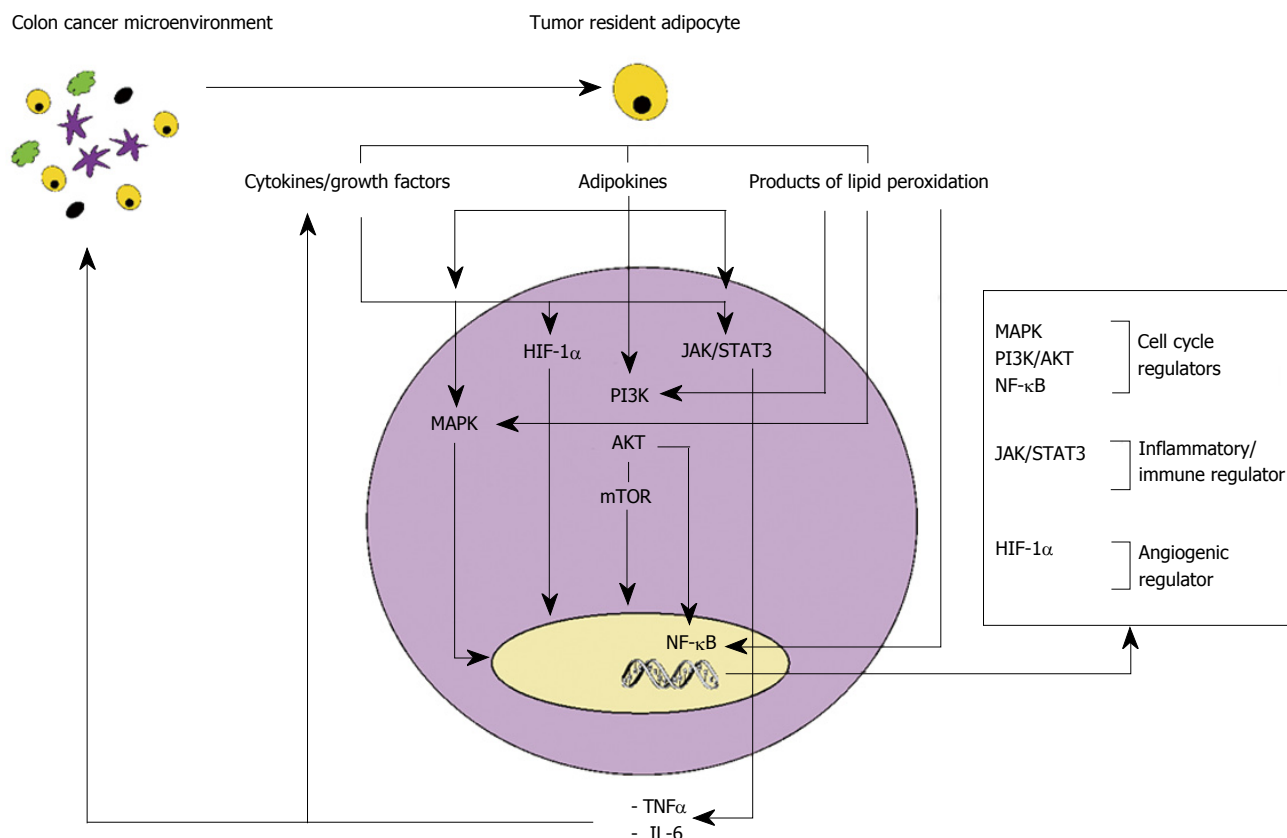 Colon cancer microenvironment
Tumor resident adipocyte
Cytokines/growth factors
Adipokines
Products of lipid peroxidation
HIF-1α
JAK/STAT3
PI3K
MAPK
AKT
mTOR
NF-κB
- TNFα
- IL-6
MAPK
PI3K/AKT
NF-κB
Cell cycle
regulators
JAK/STAT3
Inflammatory/
immune regulator
HIF-1α
Angiogenic
regulator